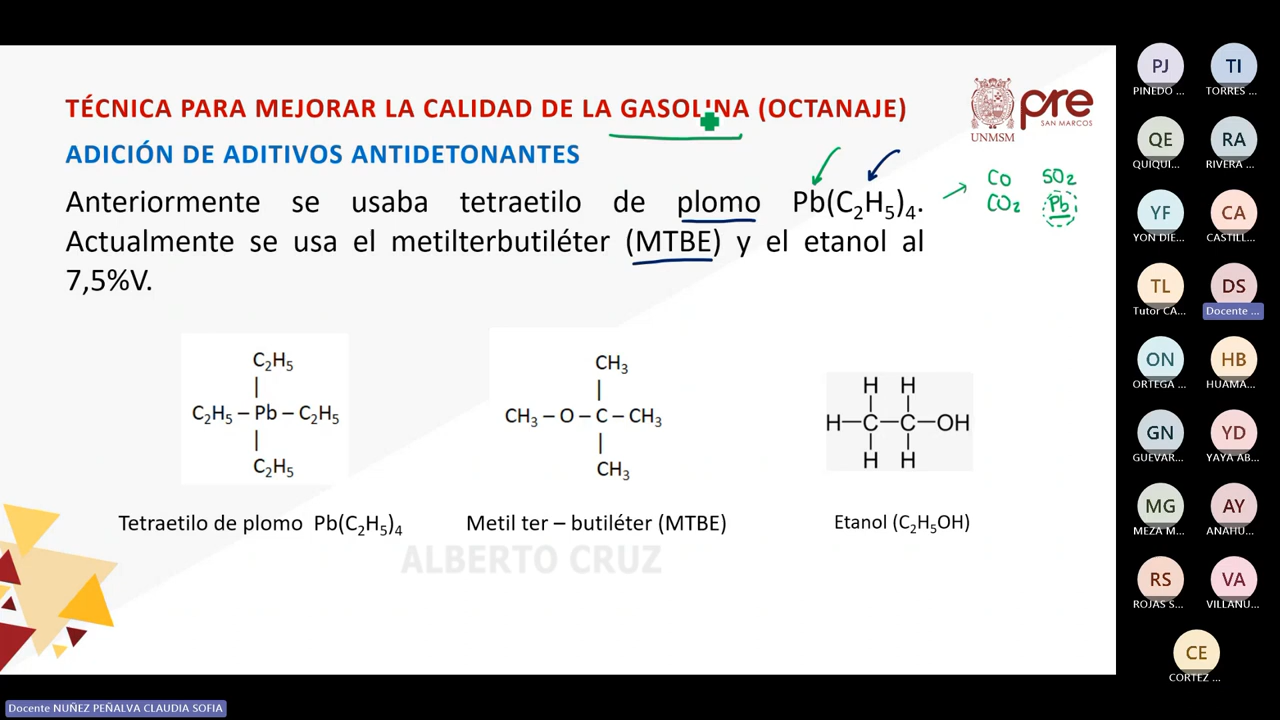 TÉCNICA PARA MEJORAR LA CALIDAD DE LA GASOLINA (OCTANAJE)
UNMSM
pre
SAN MARCOS
ADICIÓN DE ADITIVOS ANTIDETONANTES
Anteriormente se usaba tetraetilo de plomo Pb(C₂H₅)₄.
Actualmente se usa el metilterbutiléter (MTBE) y el etanol al
7,5%V.
CO SO₂
CO₂ Pb
C₂H₅
|
C₂H₅ – Pb – C₂H₅
|
C₂H₅
Tetraetilo de plomo Pb(C₂H₅)₄
CH₃
|
CH₃ – O – C – CH₃
|
CH₃
Metil ter – butiléter (MTBE)
H H
H–C–C–OH
H H
Etanol (C₂H₅OH)
ALBERTO CRUZ
PJ TI
PINEDO ... TORRES ...
QE RA
QUIQUI... RIVERA ...
YF CA
YON DIE... CASTILL...
TL DS
Tutor CA... Docente ...
ON HB
ORTEGA ... HUAMA...
GN YD
GUEVAR... YAYA AB...
MG AY
MEZA M... ANAHU...
RS VA
ROJAS S... VILLANU...
CE
CORTEZ ...
Docente NUÑEZ PEÑALVA CLAUDIA SOFIA